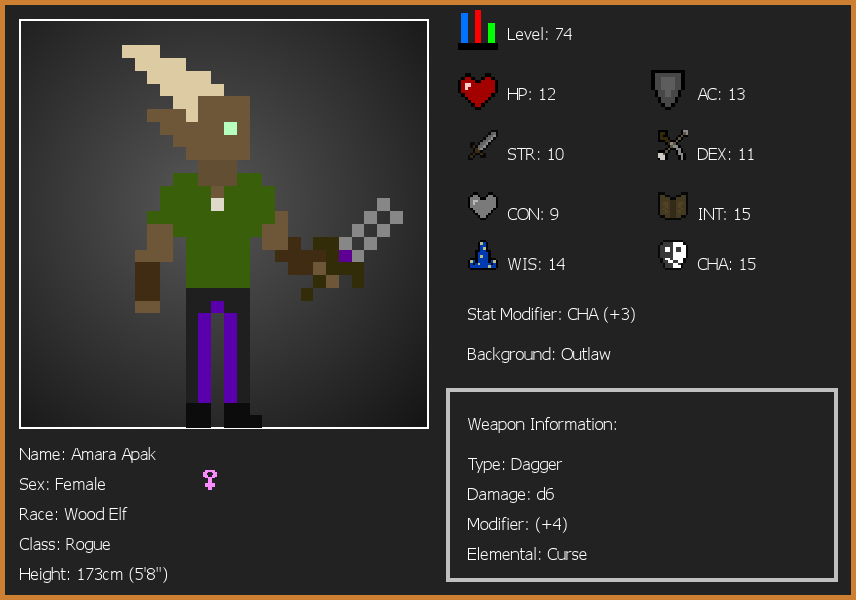 Level: 74
HP: 12
AC: 13
STR: 10
DEX: 11
CON: 9
INT: 15
WIS: 14
CHA: 15
Stat Modifier: CHA (+3)
Background: Outlaw
Weapon Information:
Type: Dagger
Damage: d6
Modifier: (+4)
Elemental: Curse
Name: Amara Apak
Sex: Female
Race: Wood Elf
Class: Rogue
Height: 173cm (5'8")